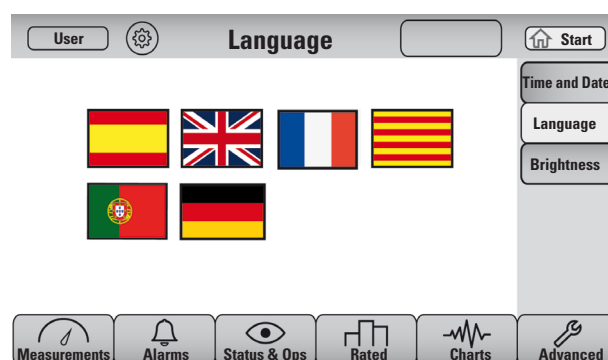 User
Language
Start
Time and Date
Language
Brightness
Measurements
Alarms
Status & Ops
Rated
Charts
Advanced